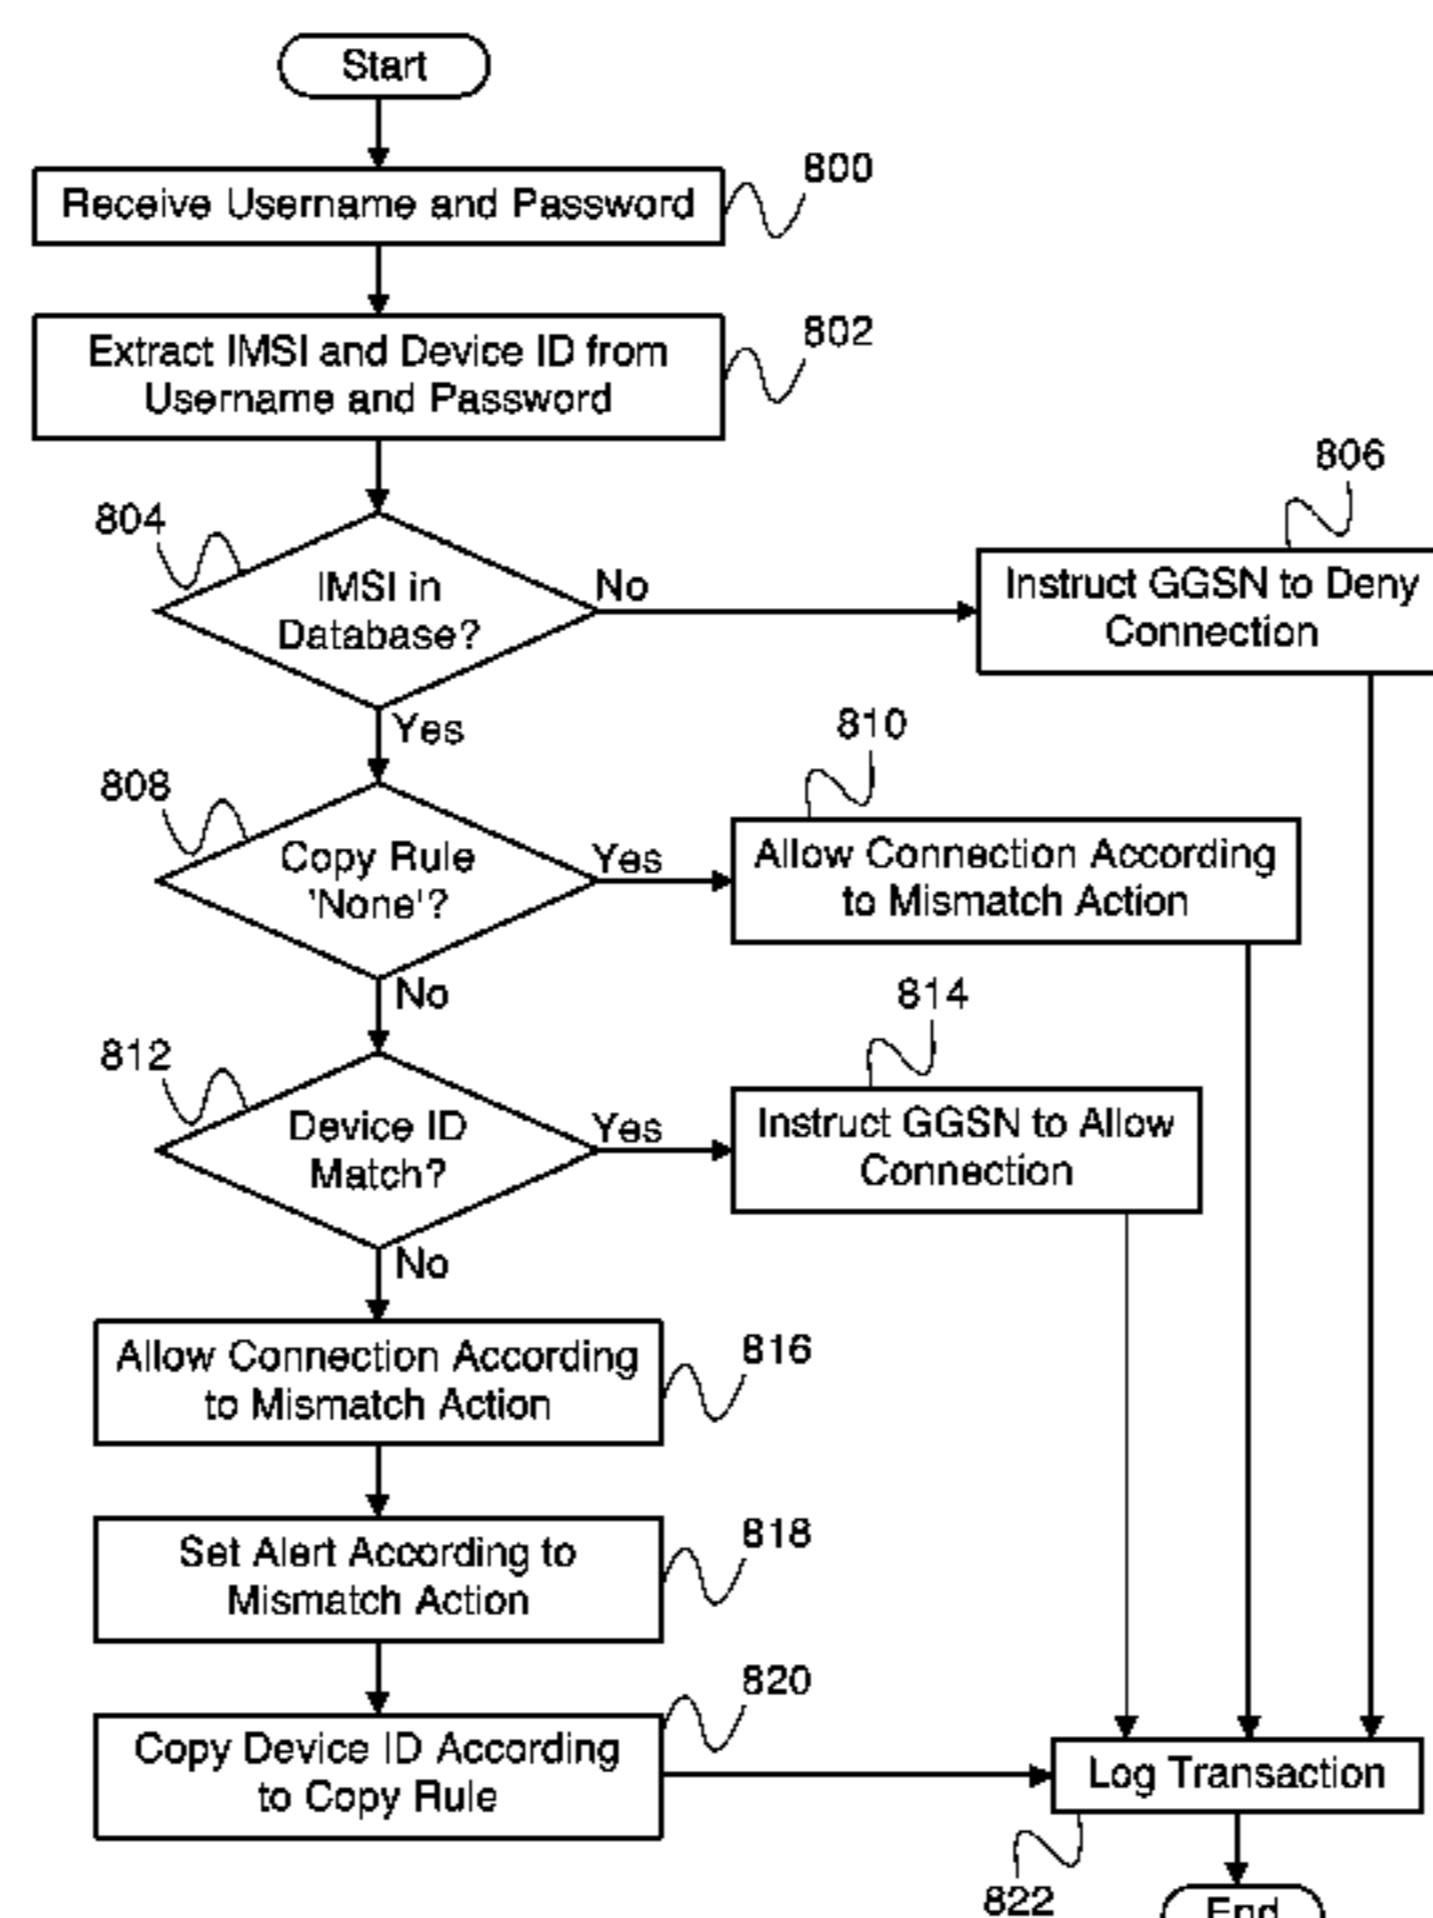 Start
Receive Username and Password
800
Extract IMSI and Device ID from
Username and Password
802
804
IMSI in
Database?
No
Yes
806
Instruct GGSN to Deny
Connection
808
Copy Rule
'None'?
Yes
No
810
Allow Connection According
to Mismatch Action
812
Device ID
Match?
Yes
No
814
Instruct GGSN to Allow
Connection
Allow Connection According
to Mismatch Action
816
Set Alert According to
Mismatch Action
818
Copy Device ID According
to Copy Rule
820
Log Transaction
822
End